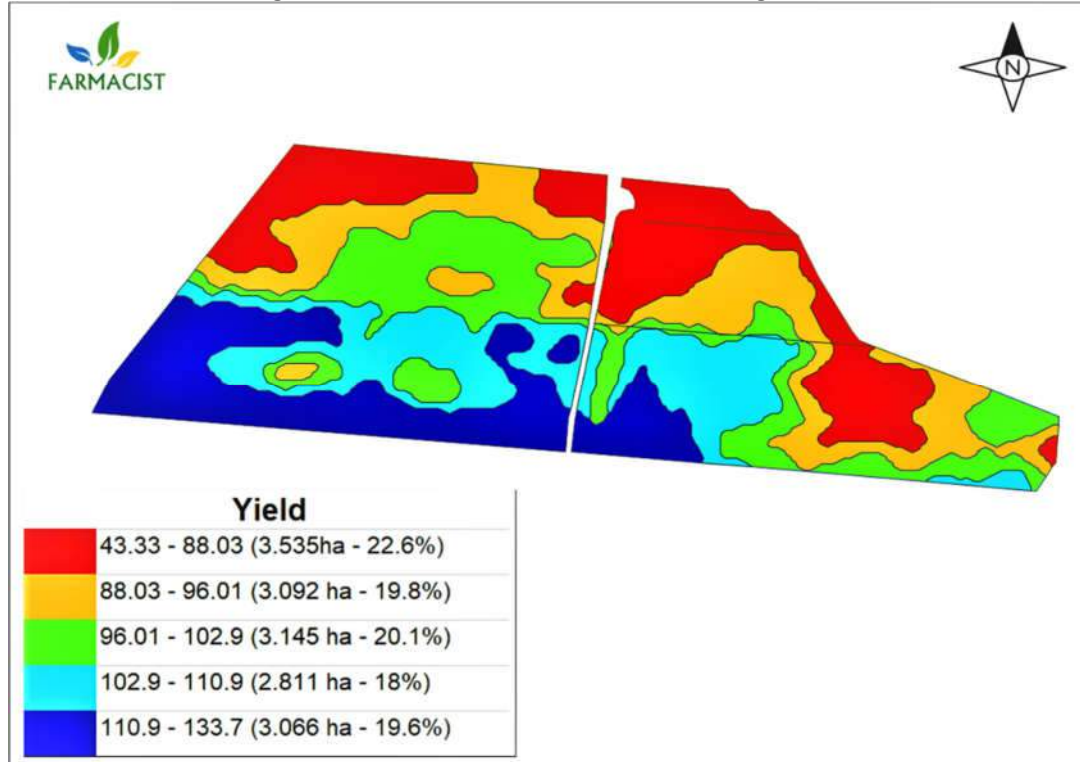 FARMACIST
N
Yield
43.33 - 88.03 (3.535ha - 22.6%)
88.03 - 96.01 (3.092 ha - 19.8%)
96.01 - 102.9 (3.145 ha - 20.1%)
102.9 - 110.9 (2.811 ha - 18%)
110.9 - 133.7 (3.066 ha - 19.6%)